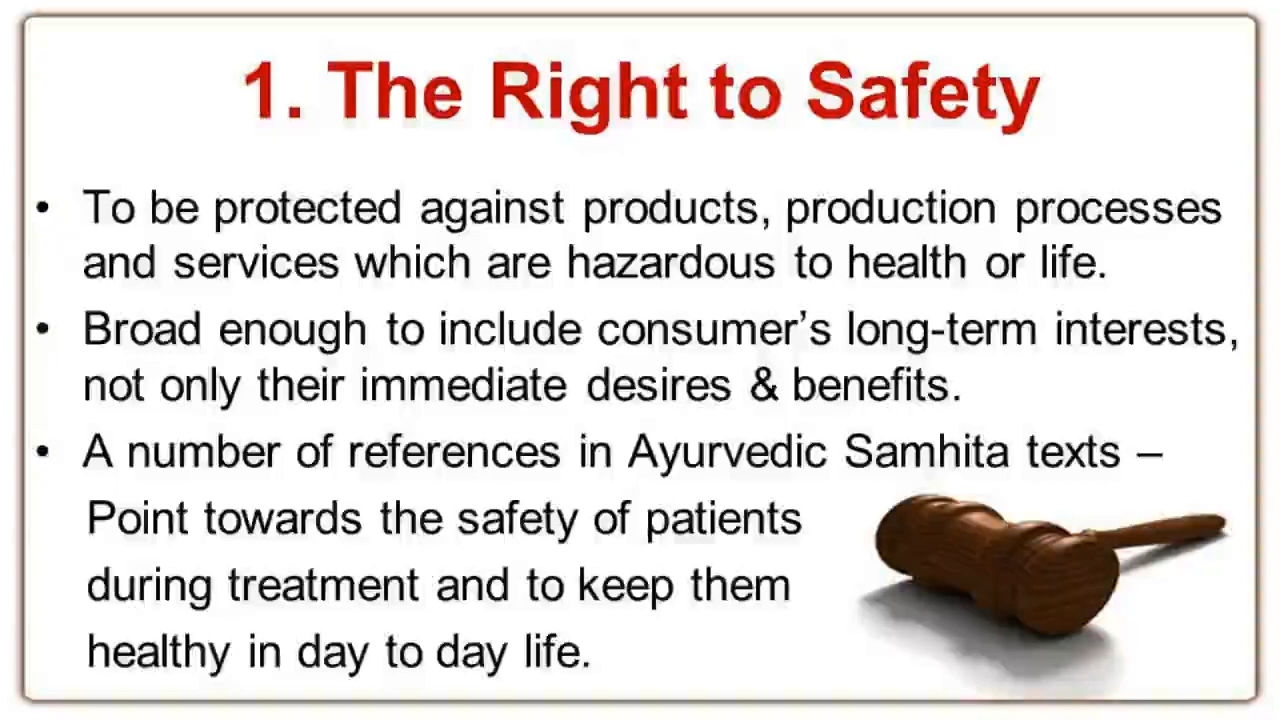 1. The Right to Safety
• To be protected against products, production processes
and services which are hazardous to health or life.
• Broad enough to include consumer’s long-term interests,
not only their immediate desires & benefits.
• A number of references in Ayurvedic Samhita texts –
Point towards the safety of patients
during treatment and to keep them
healthy in day to day life.